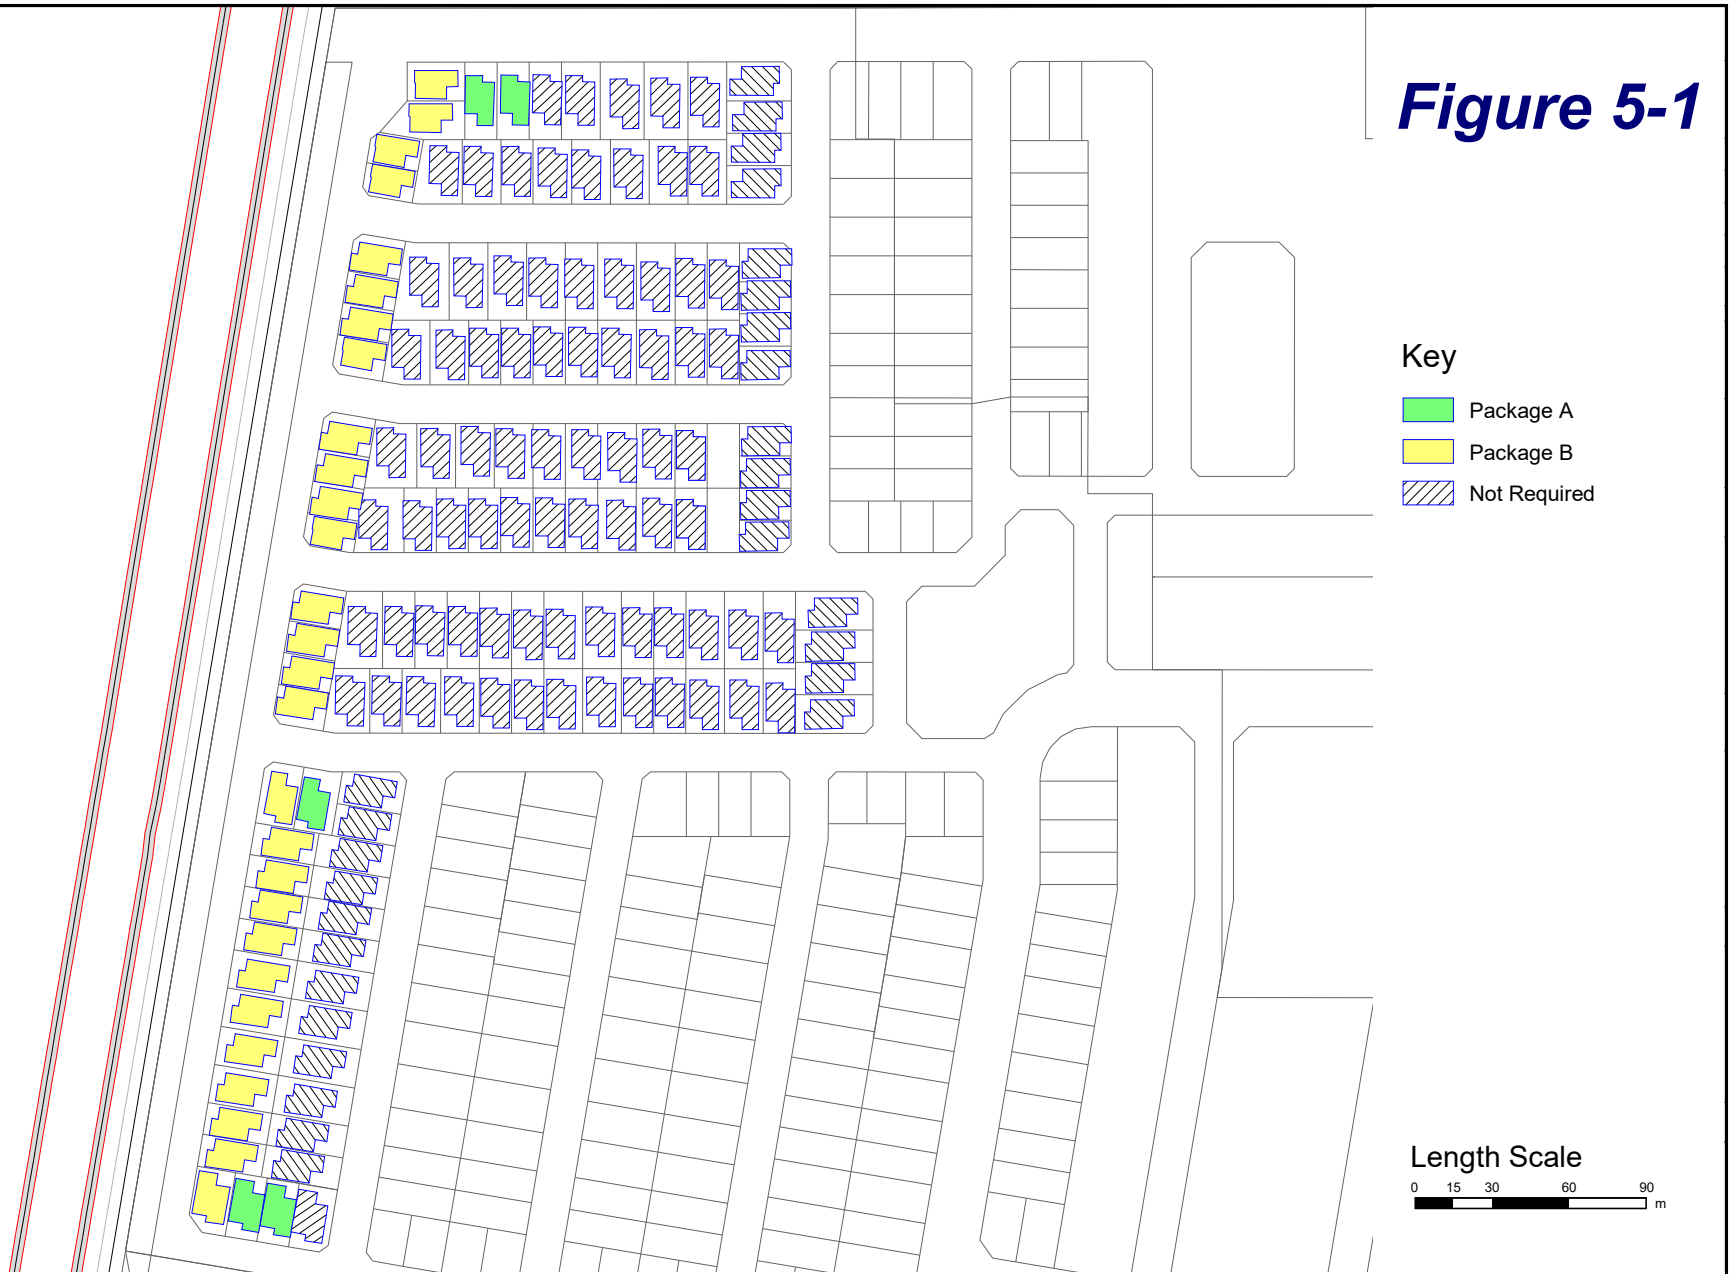 Figure 5-1
Key
Package A
Package B
Not Required
Length Scale
0 15 30 60 90
m